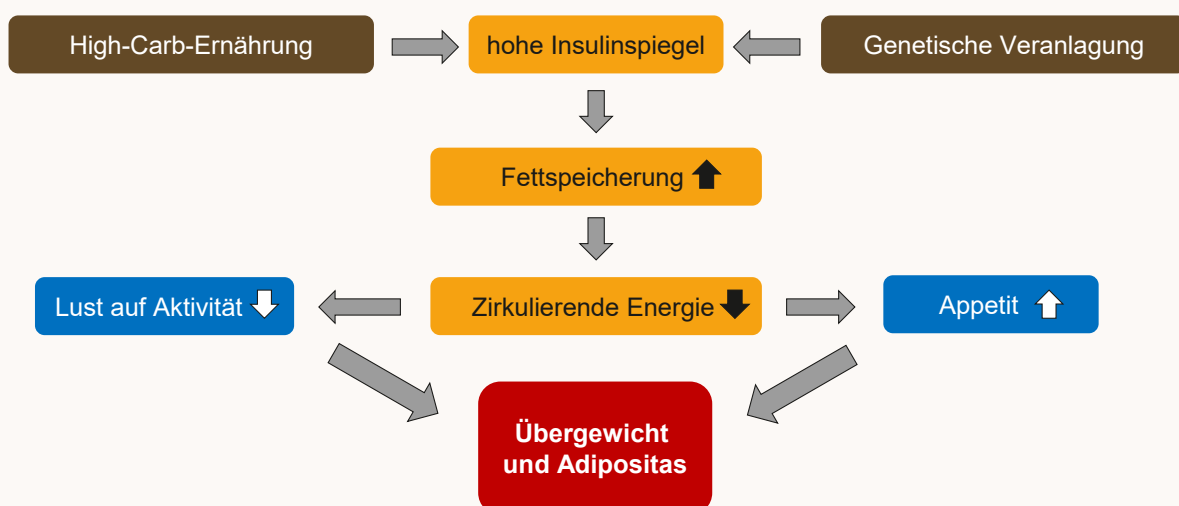 High-Carb-Ernährung
hohe Insulinspiegel
Genetische Veranlagung
Fettspeicherung
Lust auf Aktivität
Zirkulierende Energie
Appetit
Übergewicht
und Adipositas